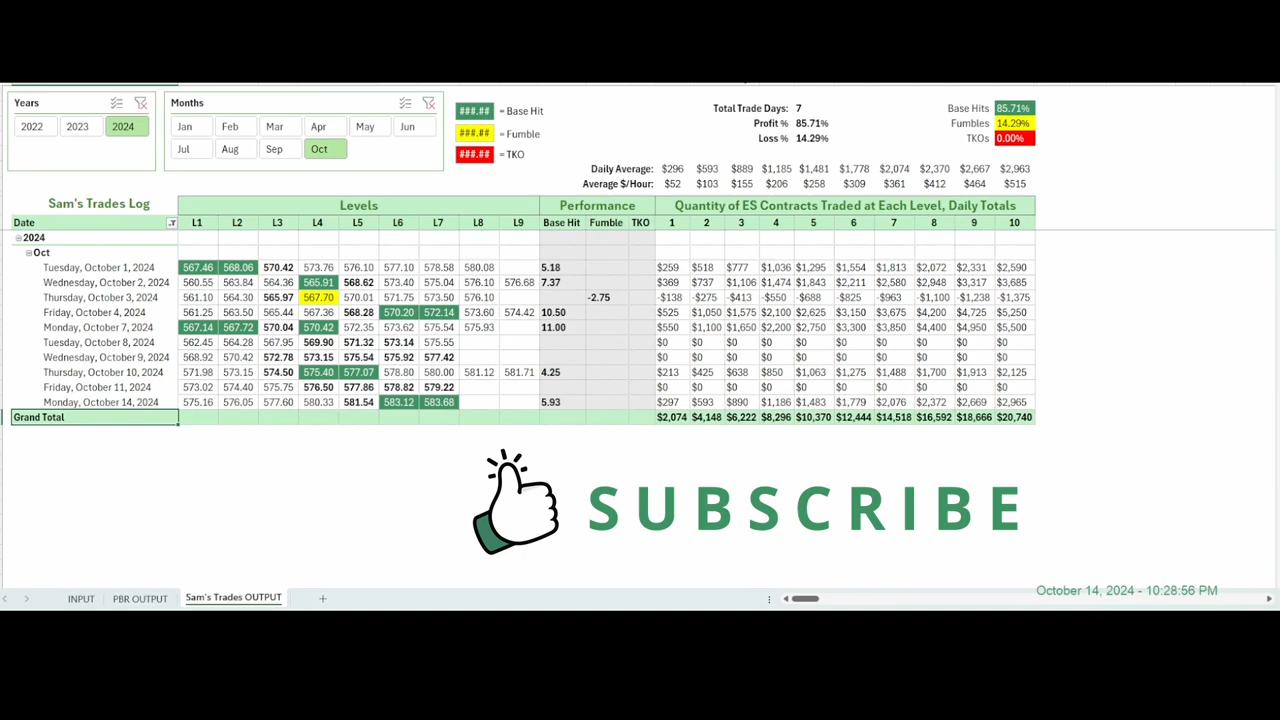 Years
2022 2023 2024
Months
Jan Feb Mar Apr May Jun
Jul Aug Sep Oct
###.## = Base Hit
###.## = Fumble
###.## = TKO
Total Trade Days: 7
Profit % 85.71%
Loss % 14.29%
Base Hits 85.71%
Fumbles 14.29%
TKOs 0.00%
Daily Average: $296 $593 $889 $1,185 $1,481 $1,778 $2,074 $2,370 $2,667 $2,963
Average $/Hour: $52 $103 $155 $206 $258 $309 $361 $412 $464 $515
Sam's Trades Log Levels Performance Quantity of ES Contracts Traded at Each Level, Daily Totals
Date L1 L2 L3 L4 L5 L6 L7 L8 L9 Base Hit Fumble TKO 1 2 3 4 5 6 7 8 9 10
2024
Oct
Tuesday, October 1, 2024 567.46 568.06 570.42 573.76 576.10 577.10 578.58 580.08 5.18 $259 $518 $777 $1,036 $1,295 $1,554 $1,813 $2,072 $2,331 $2,590
Wednesday, October 2, 2024 560.55 563.84 564.36 565.91 568.62 573.40 575.04 576.10 576.68 7.37 $369 $737 $1,106 $1,474 $1,843 $2,211 $2,580 $2,948 $3,317 $3,685
Thursday, October 3, 2024 561.10 564.30 565.97 567.70 570.01 571.75 573.50 576.10 -2.75 -$138 -$275 -$413 -$550 -$688 -$825 -$963 -$1,100 -$1,238 -$1,375
Friday, October 4, 2024 561.25 563.50 565.44 567.36 568.28 570.20 572.14 573.60 574.42 10.50 $525 $1,050 $1,575 $2,100 $2,625 $3,150 $3,675 $4,200 $4,725 $5,250
Monday, October 7, 2024 567.14 567.72 570.04 570.42 572.35 573.62 575.54 575.93 11.00 $550 $1,100 $1,650 $2,200 $2,750 $3,300 $3,850 $4,400 $4,950 $5,500
Tuesday, October 8, 2024 562.45 564.28 567.95 569.90 571.32 573.14 575.55 $0 $0 $0 $0 $0 $0 $0 $0 $0 $0
Wednesday, October 9, 2024 568.92 570.42 572.78 573.15 575.54 575.92 577.42 $0 $0 $0 $0 $0 $0 $0 $0 $0 $0
Thursday, October 10, 2024 571.98 573.15 574.50 575.40 577.07 578.80 580.00 581.12 581.71 4.25 $213 $425 $638 $850 $1,063 $1,275 $1,488 $1,700 $1,913 $2,125
Friday, October 11, 2024 573.02 574.40 575.75 576.50 577.86 578.82 579.22 $0 $0 $0 $0 $0 $0 $0 $0 $0 $0
Monday, October 14, 2024 575.16 576.05 577.60 580.33 581.54 583.12 583.68 5.93 $297 $593 $890 $1,186 $1,483 $1,779 $2,076 $2,372 $2,669 $2,965
Grand Total $2,074 $4,148 $6,222 $8,296 $10,370 $12,444 $14,518 $16,592 $18,666 $20,740
SUBSCRIBE
October 14, 2024 - 10:28:56 PM
INPUT PBR OUTPUT Sam's Trades OUTPUT